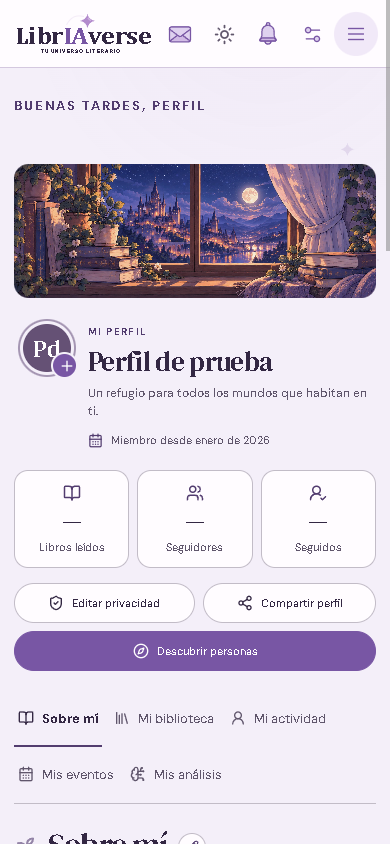 LibrIAverse
TU UNIVERSO LITERARIO
BUENAS TARDES, PERFIL
Pd
MI PERFIL
Perfil de prueba
Un refugio para todos los mundos que habitan en
ti.
Miembro desde enero de 2026
— — —
Libros leídos Seguidores Seguidos
Editar privacidad Compartir perfil
Descubrir personas
Sobre mí Mi biblioteca Mi actividad
Mis eventos Mis análisis
Sobre mí